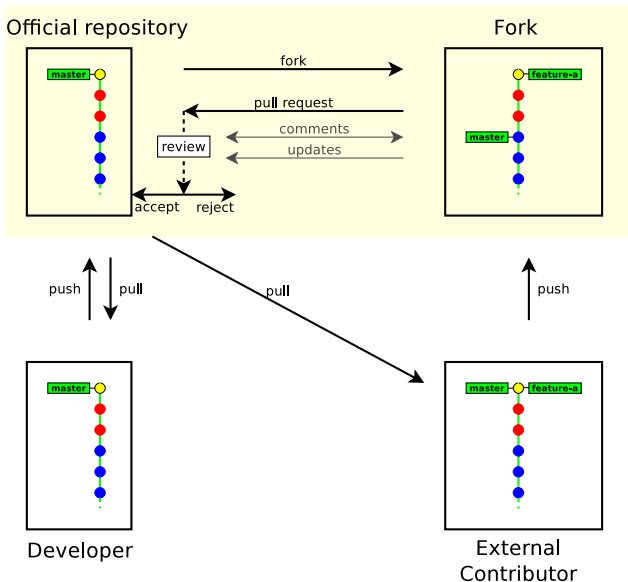 Official repository
Fork
master
fork
feature-a
pull request
comments
master
review
updates
accept
reject
push
pull
pull
push
master
master
feature-a
Developer
External
Contributor